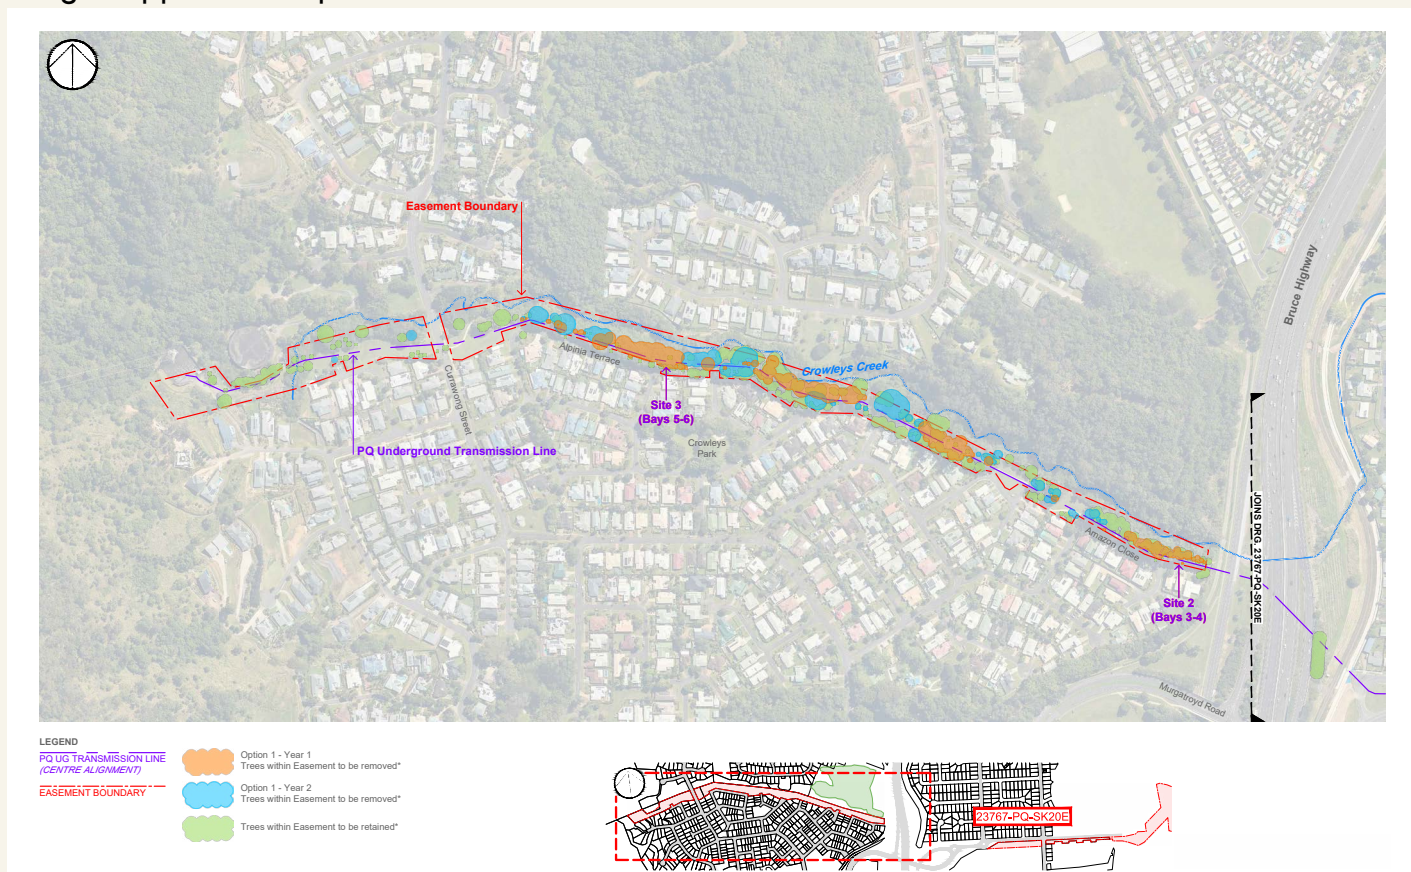 Easement Boundary
Bruce Highway
Alpinia Terrace
Crowleys Creek
Currawong Street
Site 3
(Bays 5-6)
Crowleys
Park
PQ Underground Transmission Line
JOINS DRG. 23767-PQ-SK20E
Amazon Close
Site 2
(Bays 3-4)
Murgatroyd Road
LEGEND
PQ UG TRANSMISSION LINE
(CENTRE ALIGNMENT)
EASEMENT BOUNDARY
Option 1 - Year 1
Trees within Easement to be removed*
Option 1 - Year 2
Trees within Easement to be removed*
Trees within Easement to be retained*
23767-PQ-SK20E